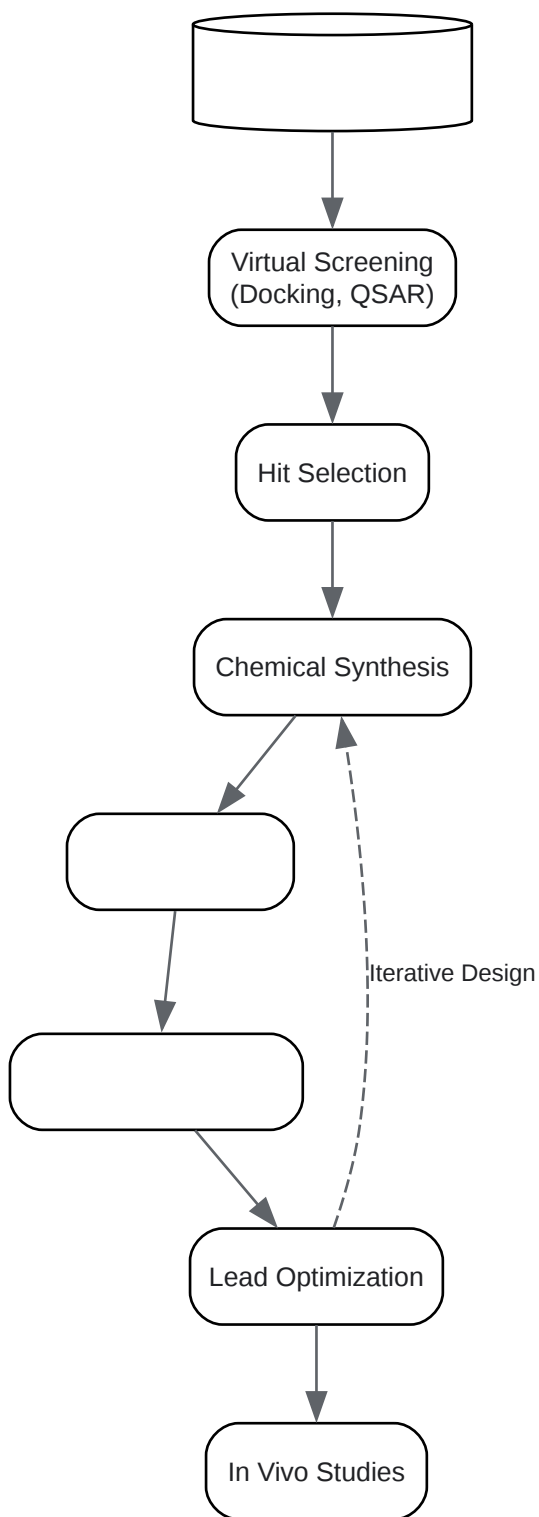 Virtual Screening
(Docking, QSAR)
Hit Selection
Chemical Synthesis
Iterative Design
Lead Optimization
In Vivo Studies